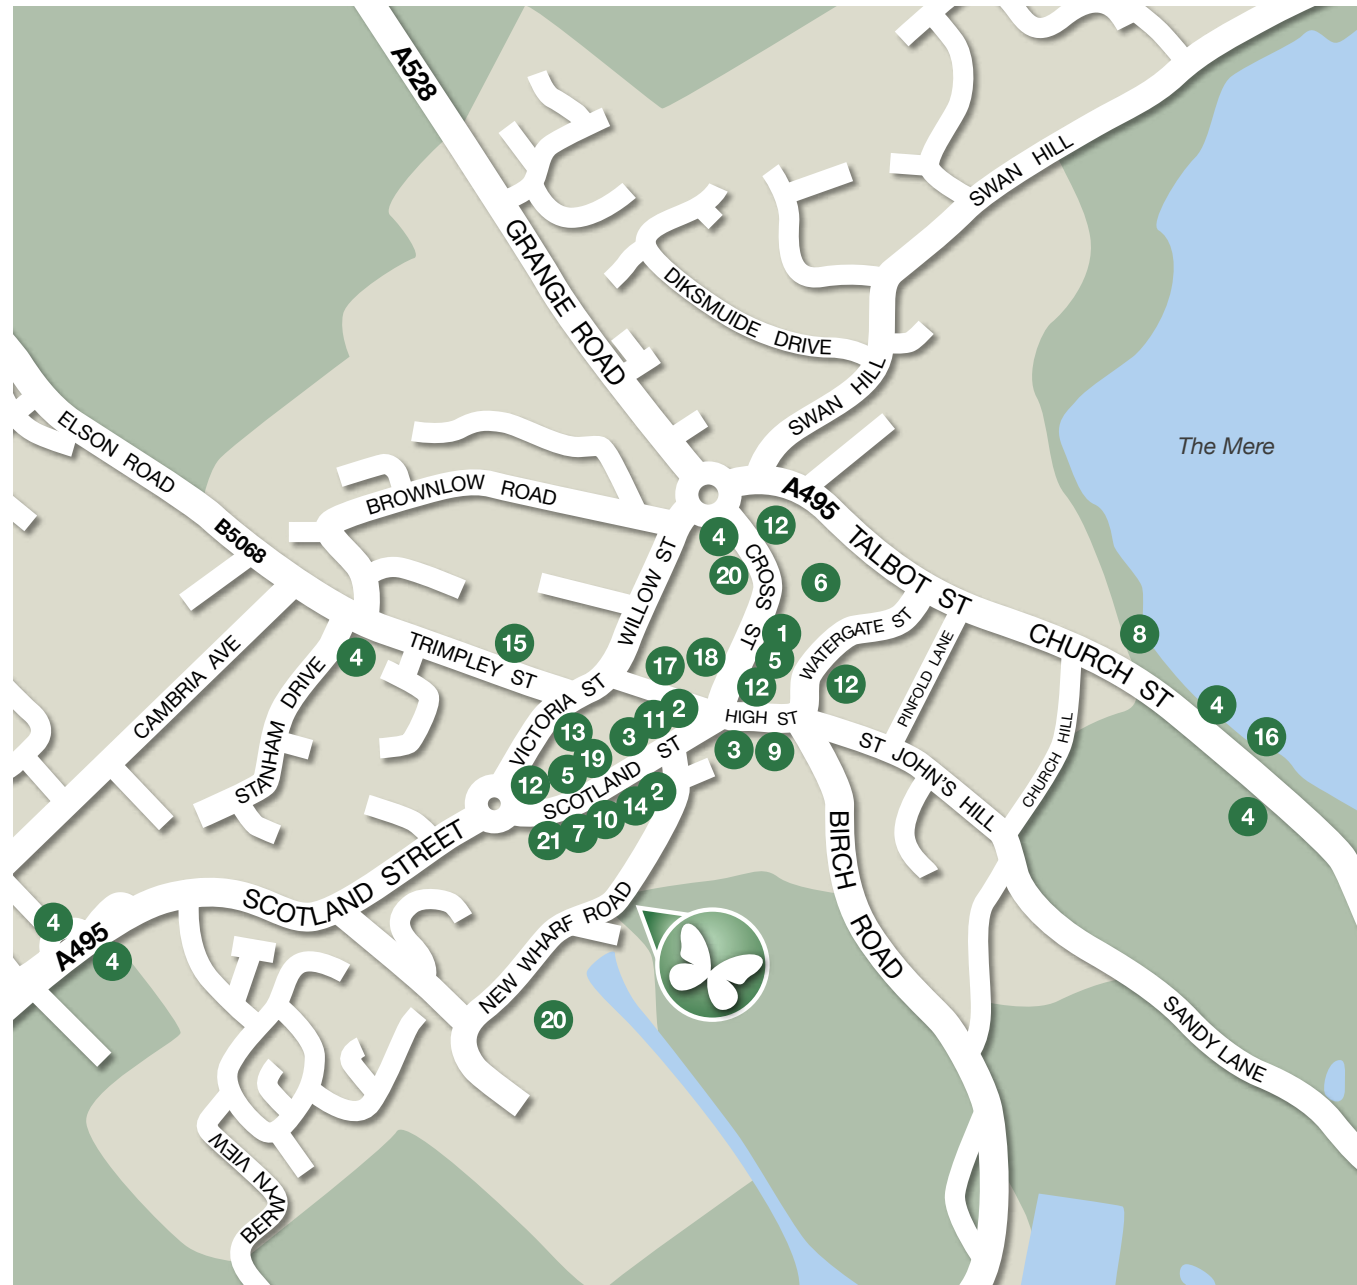 A528
SWAN HILL
GRANGE ROAD
DIKSMUIDE DRIVE
SWAN HILL
ELSON ROAD
The Mere
BROWNLOW ROAD
A495
B5068
12
4
TALBOT ST
CROSS ST
20
6
WILLOW ST
1
WATERGATE ST
CHURCH ST
8
15
TRIMPLEY ST
4
17
18
5
PINFOLD LANE
CAMBRIA AVE
STANHAM DRIVE
VICTORIA ST
12
12
4
2
11
HIGH ST
13
3
16
3
9
ST JOHN'S HILL
CHURCH HILL
19
5
12
SCOTLAND ST
2
14
10
7
21
4
BIRCH ROAD
SCOTLAND STREET
4
A495
4
NEW WHARF ROAD
20
SANDY LANE
BERWYN VIEW